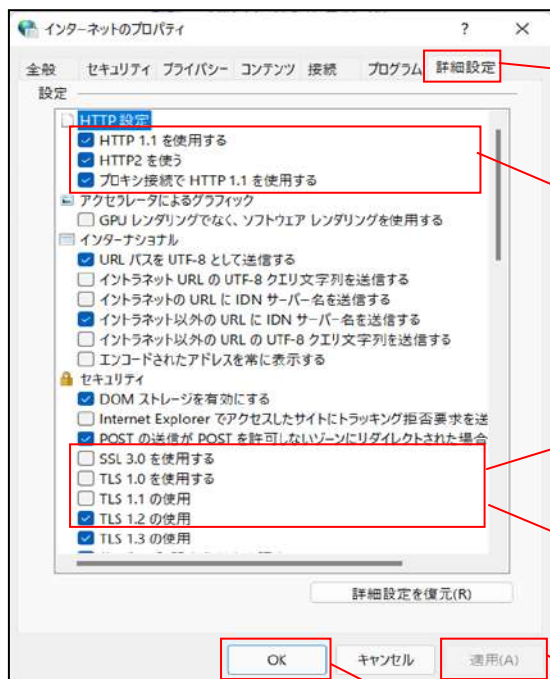 インターネットのプロパティ ? ×
全般 セキュリティ プライバシー コンテンツ 接続 プログラム 詳細設定
設定
HTTP 設定
HTTP 1.1 を使用する
HTTP2 を使う
プロキシ接続で HTTP 1.1 を使用する
アクセラレータによるグラフィック
GPU レンダリングでなく、ソフトウェア レンダリングを使用する
インターナショナル
URL パスを UTF-8 として送信する
イントラネット URL の UTF-8 クエリ文字列を送信する
イントラネットの URL に IDN サーバー名を送信する
イントラネット以外の URL に IDN サーバー名を送信する
イントラネット以外の URL の UTF-8 クエリ文字列を送信する
エンコードされたアドレスを常に表示する
セキュリティ
DOM ストレージを有効にする
Internet Explorer でアクセスしたサイトにトラッキング拒否要求を送
POST の送信が POST を許可しないゾーンにリダイレクトされた場合
SSL 3.0 を使用する
TLS 1.0 を使用する
TLS 1.1 の使用
TLS 1.2 の使用
TLS 1.3 の使用
詳細設定を復元(R)
OK キャンセル 適用(A)